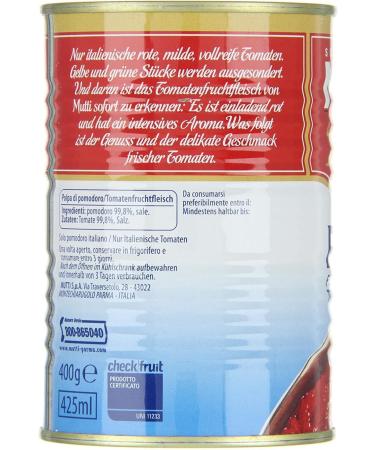 Nur italienische rote, milde, vollreife Tomaten.
Gelbe und grüne Stücke werden ausgesondert.
Und daran ist das Tomatenfruchtfleisch von
Mutti sofort zu erkennen: Es ist einladend rot
und hat ein intensives Aroma. Was folgt
ist der Genuss und der delikate Geschmack
frischer Tomaten.
Polpa di pomodoro/Tomatenfruchtfleisch
Ingredienti: pomodoro 99,8%, sale.
Zutaten: Tomate 99,8%, Salz.
Da consumarsi
preferibilmente entro il:
Mindestens haltbar bis:
Solo pomodoro italiano / Nur Italienische Tomaten
Una volta aperto, conservare in frigorifero e
consumare entro 3 giorni.
Nach dem Öffnen im Kühlschrank aufbewahren
und innerhalb von 3 Tagen verbrauchen.
MUTTI S.p.A. Via Traversetolo, 28 - 43022
MONTECHIARUGOLO PARMA - ITALIA
800-865040
http://www.mutti-parma.com
400g e
425ml
check fruit
PRODOTTO
CERTIFICATO
UNI 11233